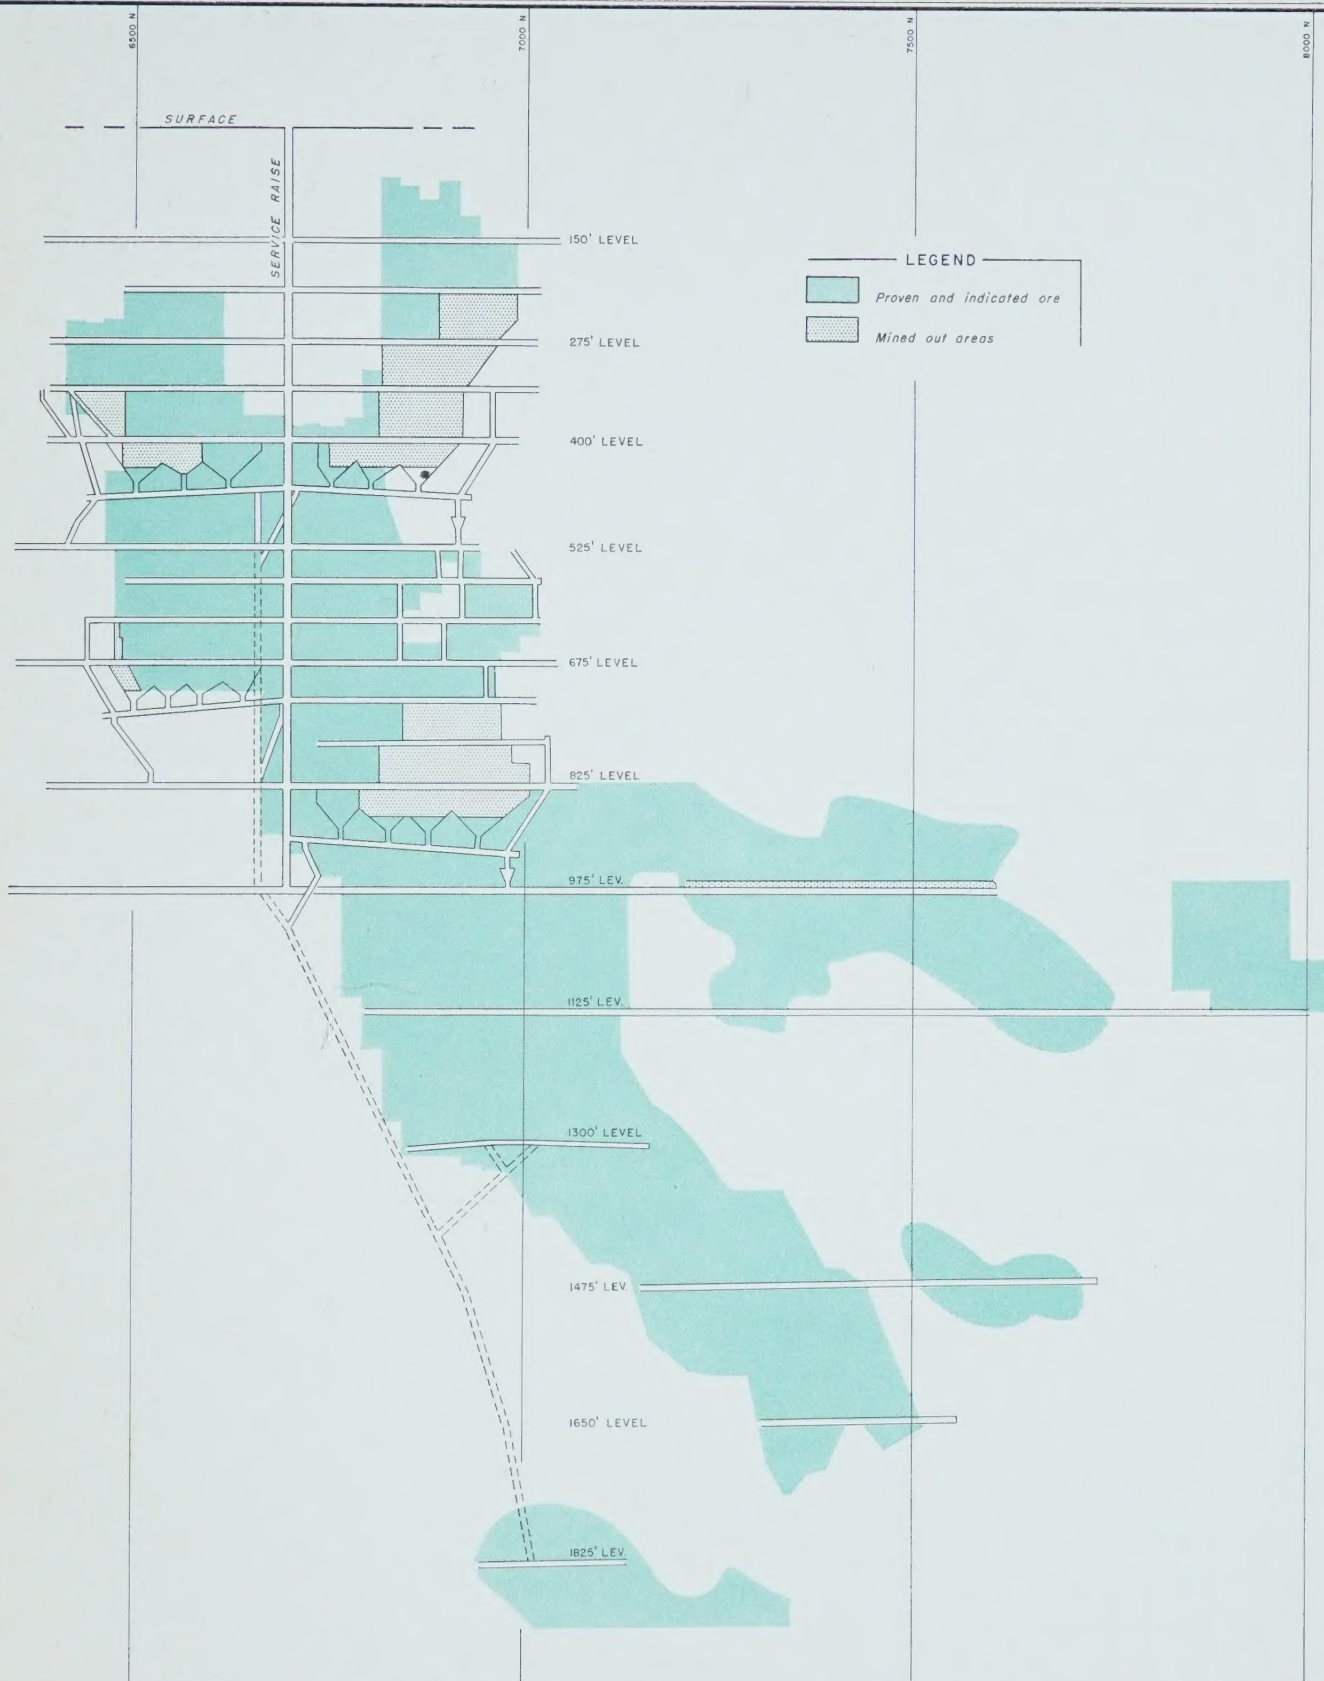 6500 N
7000 N
7500 N
8000 N
SURFACE
SERVICE RAISE
150' LEVEL
LEGEND
Proven and indicated ore
Mined out areas
275' LEVEL
400' LEVEL
525' LEVEL
675' LEVEL
825' LEVEL
975' LEV.
1125' LEV.
1300' LEVEL
1475' LEV.
1650' LEVEL
1825' LEV.